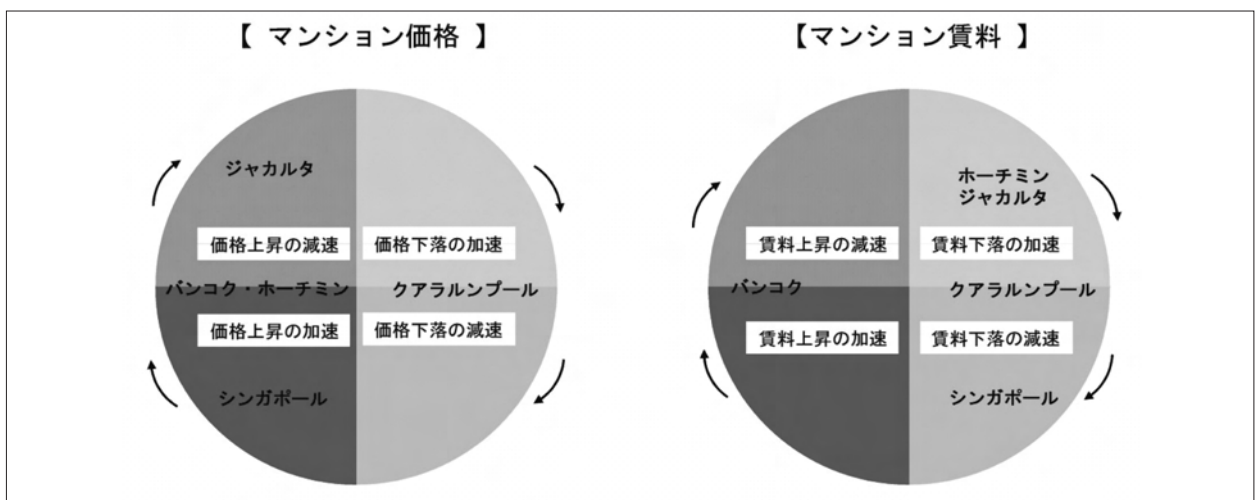 【 マンション価格 】
ジャカルタ
価格上昇の減速
価格下落の加速
バンコク・ホーチミン
クアラルンプール
価格上昇の加速
価格下落の減速
シンガポール
【マンション賃料 】
ホーチミン
ジャカルタ
賃料上昇の減速
賃料下落の加速
バンコク
クアラルンプール
賃料上昇の加速
賃料下落の減速
シンガポール